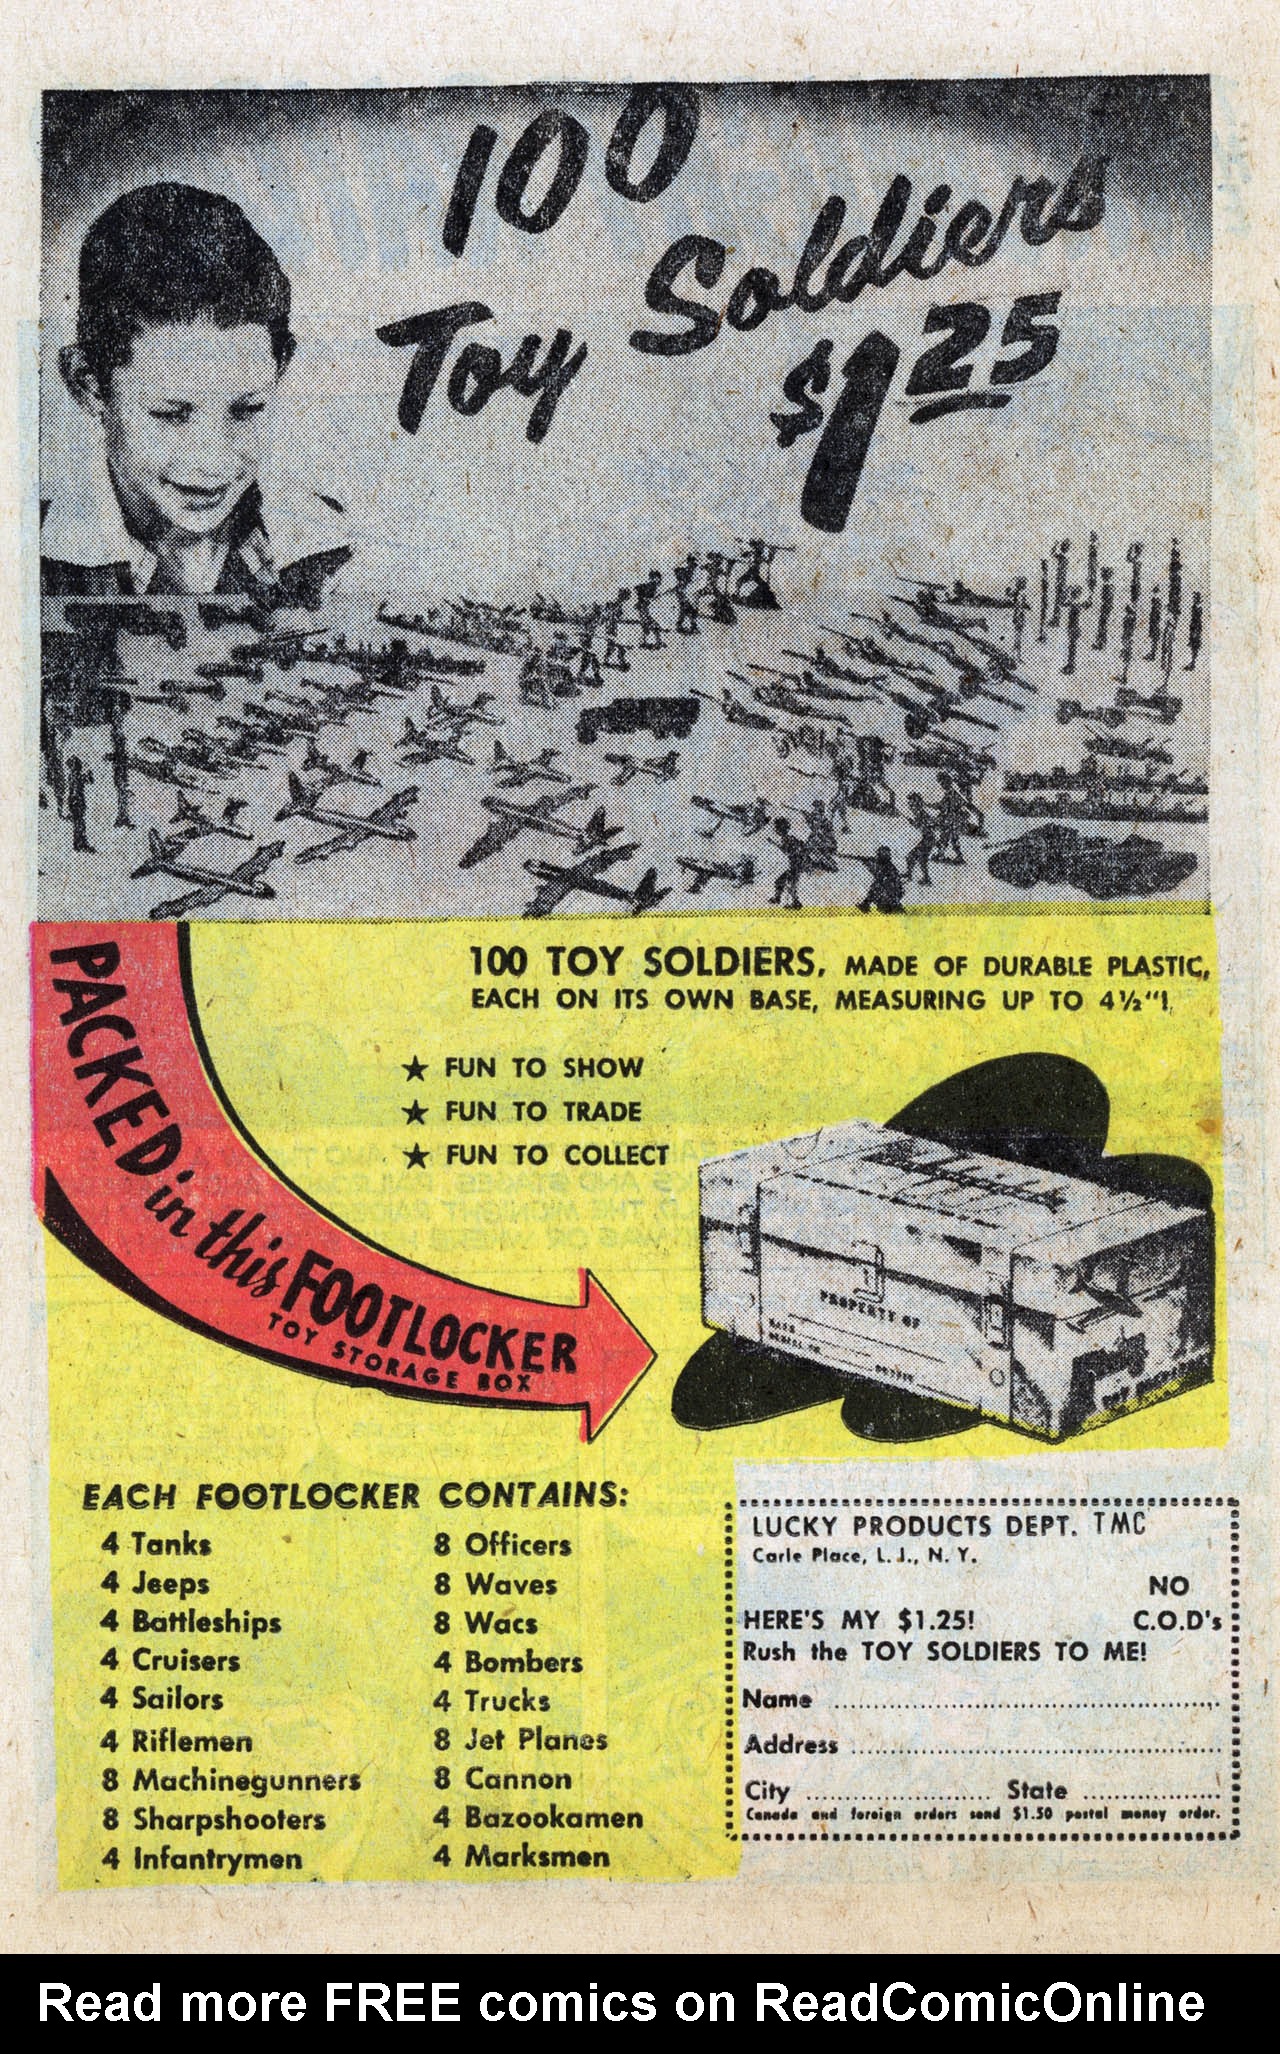 100
Toy Soldiers
$1.25
100 TOY SOLDIERS, MADE OF DURABLE PLASTIC,
EACH ON ITS OWN BASE, MEASURING UP TO 4½"!
★ FUN TO SHOW
★ FUN TO TRADE
★ FUN TO COLLECT
PACKED in this FOOTLOCKER
TOY STORAGE BOX
PROPERTY OF
EACH FOOTLOCKER CONTAINS:
4 Tanks
4 Jeeps
4 Battleships
4 Cruisers
4 Sailors
4 Riflemen
8 Machinegunners
8 Sharpshooters
4 Infantrymen
8 Officers
8 Waves
8 Wacs
4 Bombers
4 Trucks
8 Jet Planes
8 Cannon
4 Bazookamen
4 Marksmen
LUCKY PRODUCTS DEPT. TMC
Carle Place, L. I., N. Y.
NO
HERE'S MY $1.25! C.O.D's
Rush the TOY SOLDIERS TO ME!
Name
Address
City State
Canada and foreign orders send $1.50 postal money order.
Read more FREE comics on ReadComicOnline